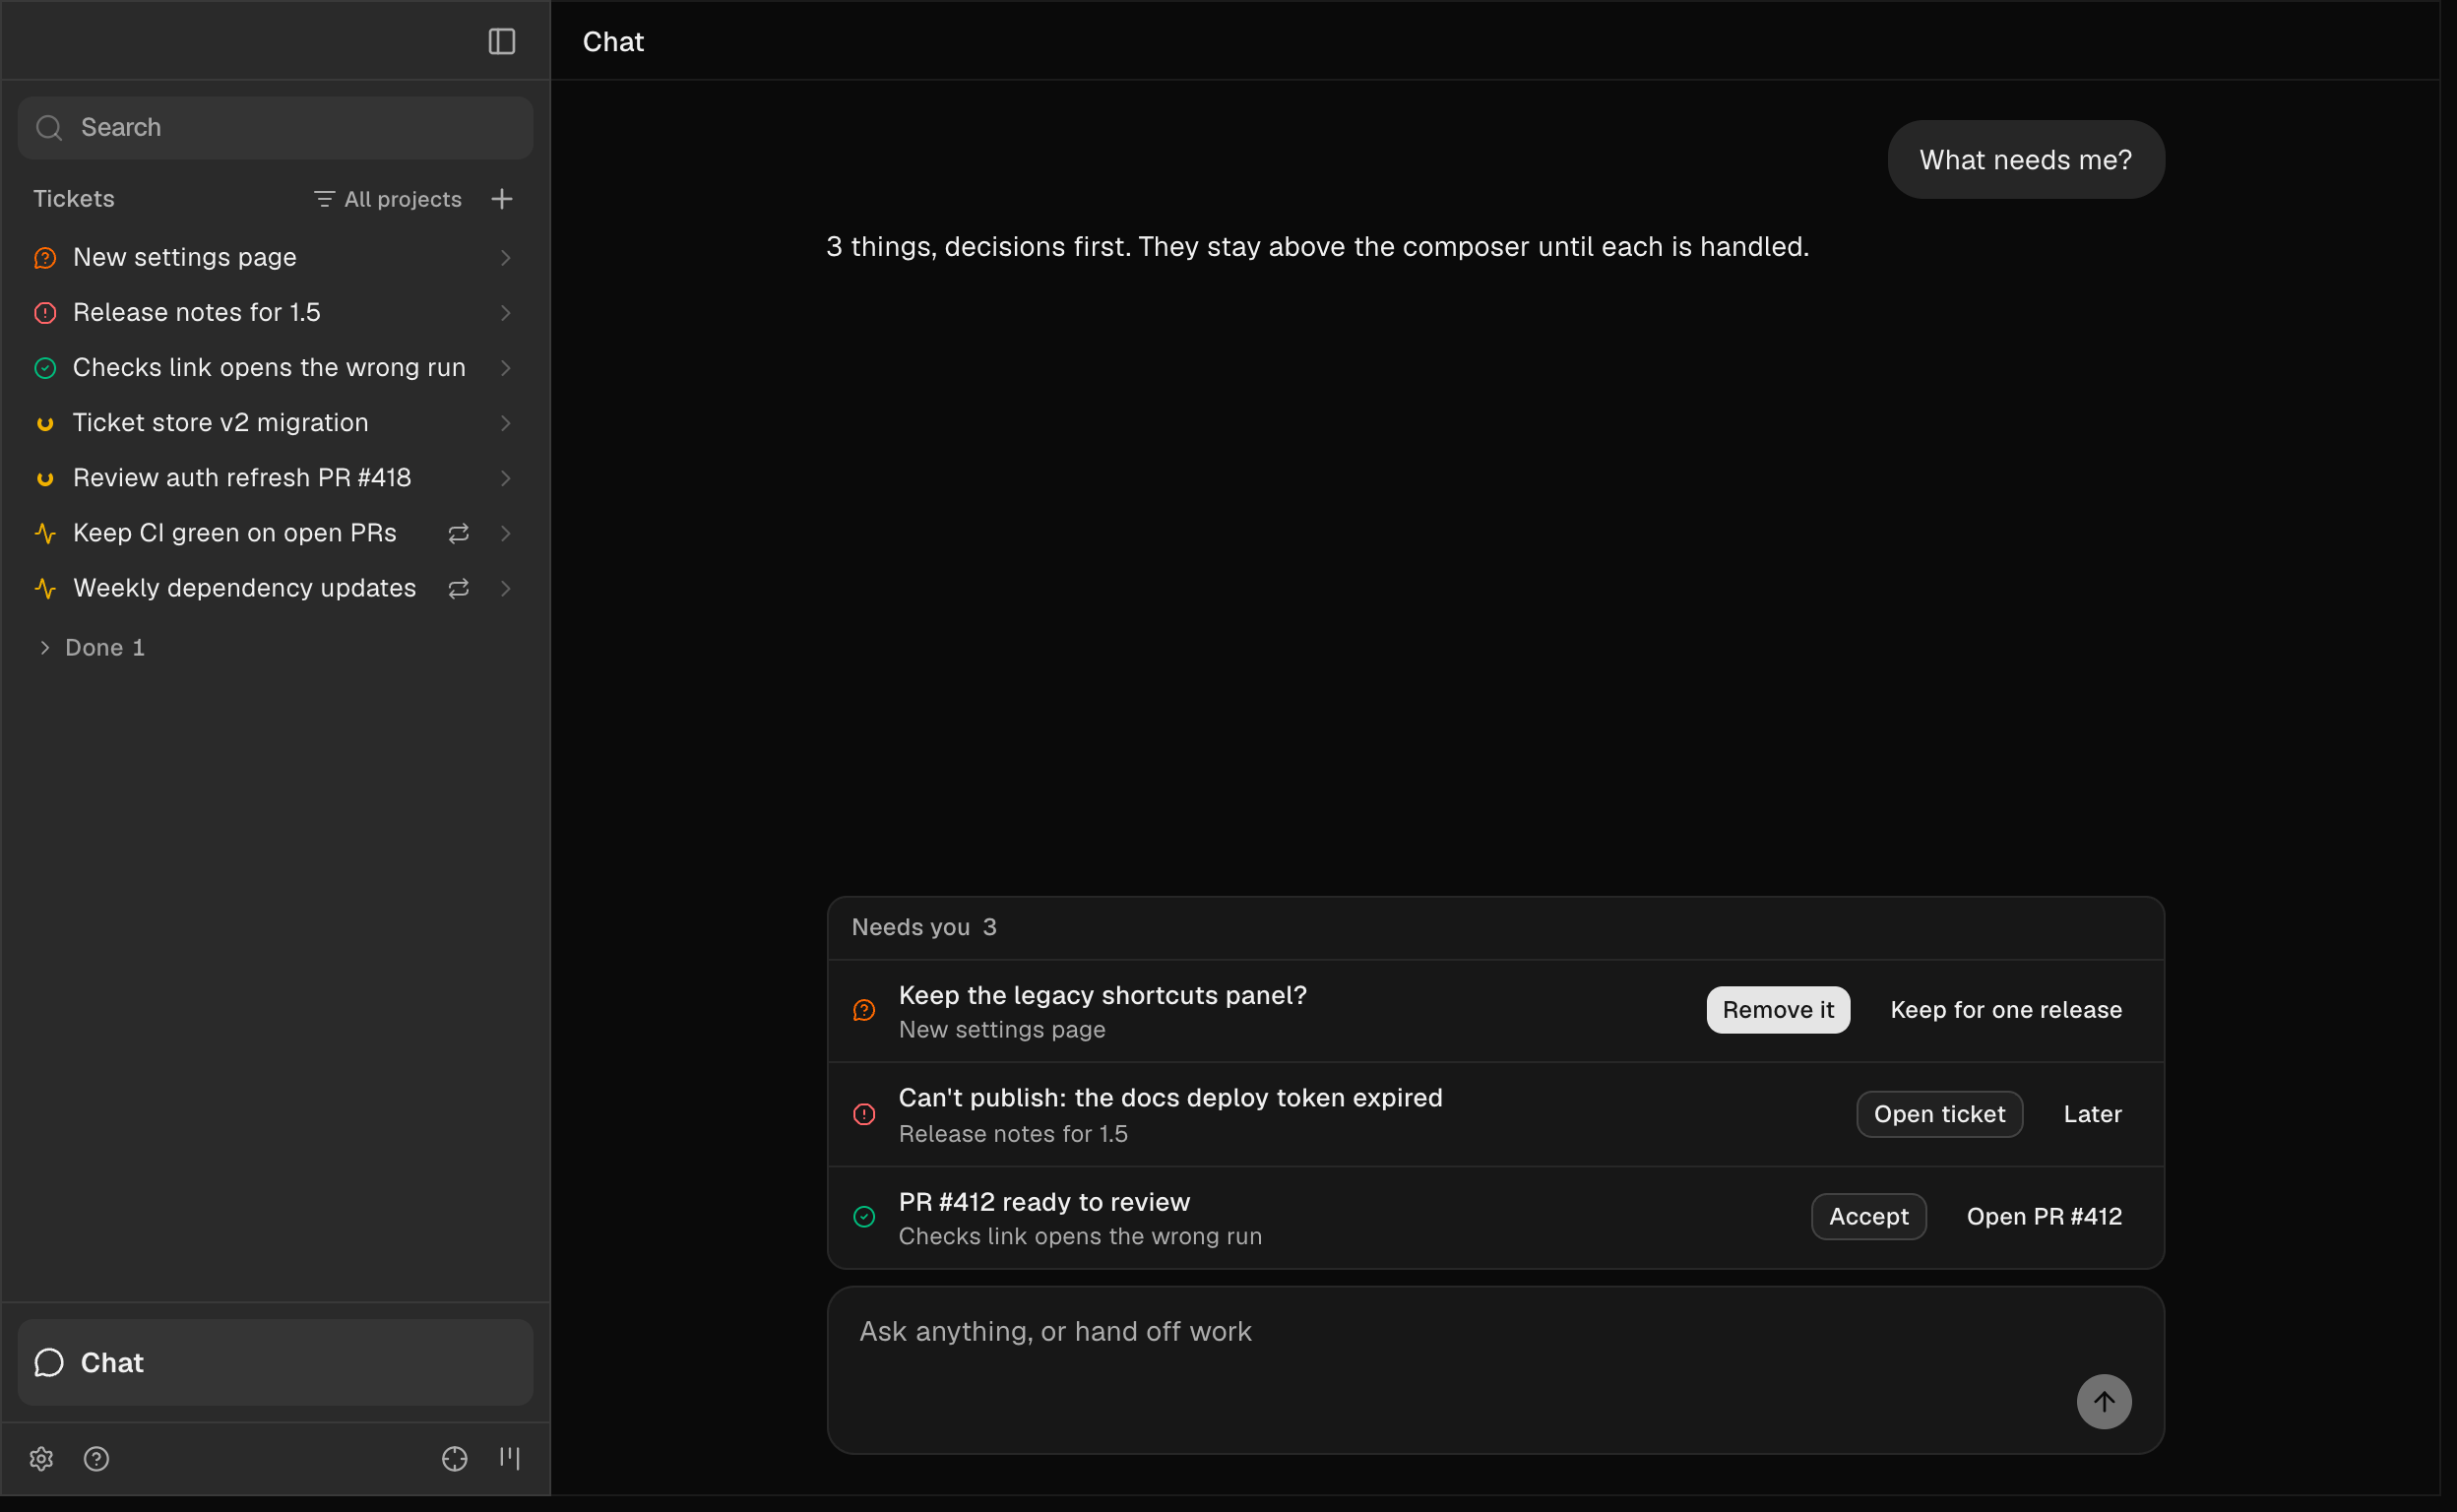 Chat
Search
Tickets
All projects
New settings page
Release notes for 1.5
Checks link opens the wrong run
Ticket store v2 migration
Review auth refresh PR #418
Keep CI green on open PRs
Weekly dependency updates
Done 1
Chat
What needs me?
3 things, decisions first. They stay above the composer until each is handled.
Needs you 3
Keep the legacy shortcuts panel?
New settings page
Remove it
Keep for one release
Can't publish: the docs deploy token expired
Release notes for 1.5
Open ticket
Later
PR #412 ready to review
Checks link opens the wrong run
Accept
Open PR #412
Ask anything, or hand off work